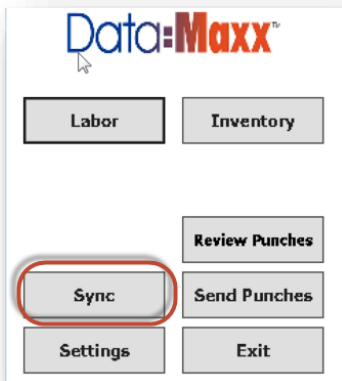 Data:Maxx™
Labor Inventory
Review Punches
Sync Send Punches
Settings Exit